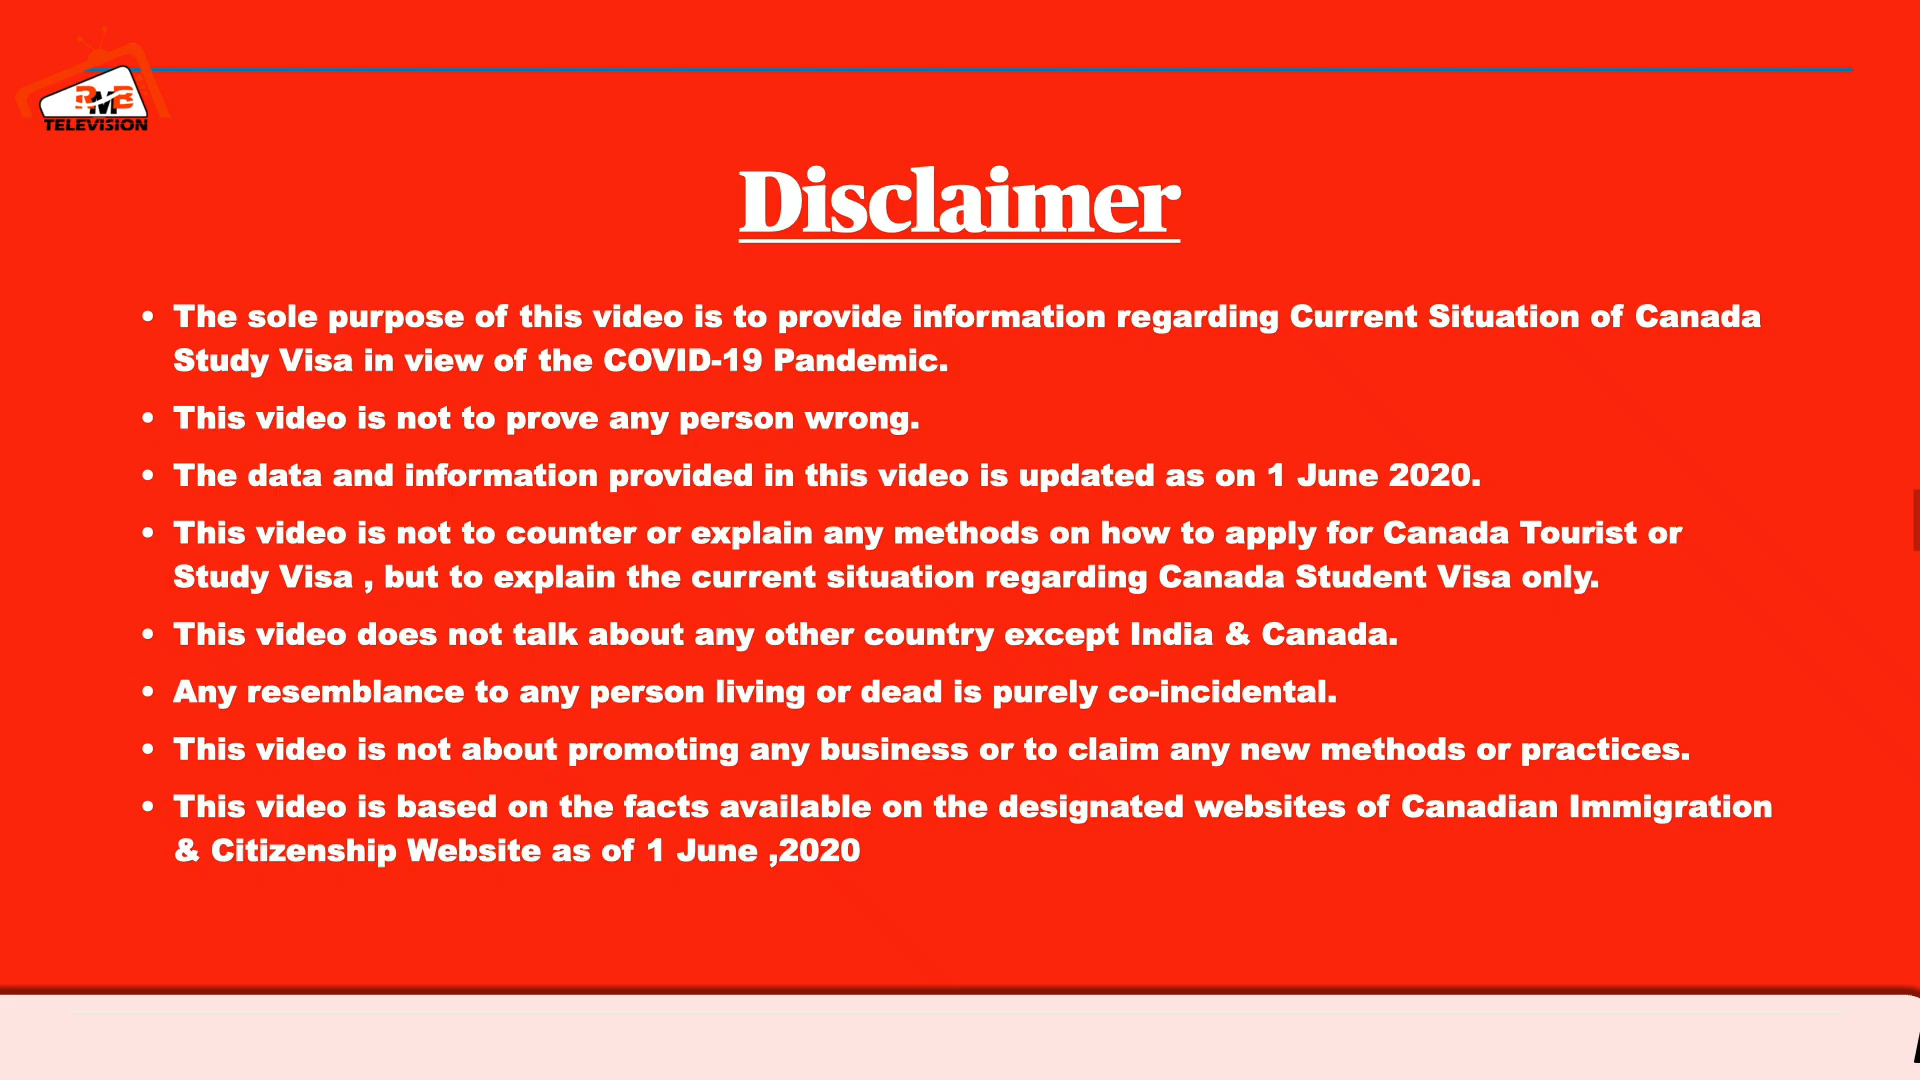 RMB
TELEVISION
Disclaimer
• The sole purpose of this video is to provide information regarding Current Situation of Canada
Study Visa in view of the COVID-19 Pandemic.
• This video is not to prove any person wrong.
• The data and information provided in this video is updated as on 1 June 2020.
• This video is not to counter or explain any methods on how to apply for Canada Tourist or
Study Visa , but to explain the current situation regarding Canada Student Visa only.
• This video does not talk about any other country except India & Canada.
• Any resemblance to any person living or dead is purely co-incidental.
• This video is not about promoting any business or to claim any new methods or practices.
• This video is based on the facts available on the designated websites of Canadian Immigration
& Citizenship Website as of 1 June ,2020